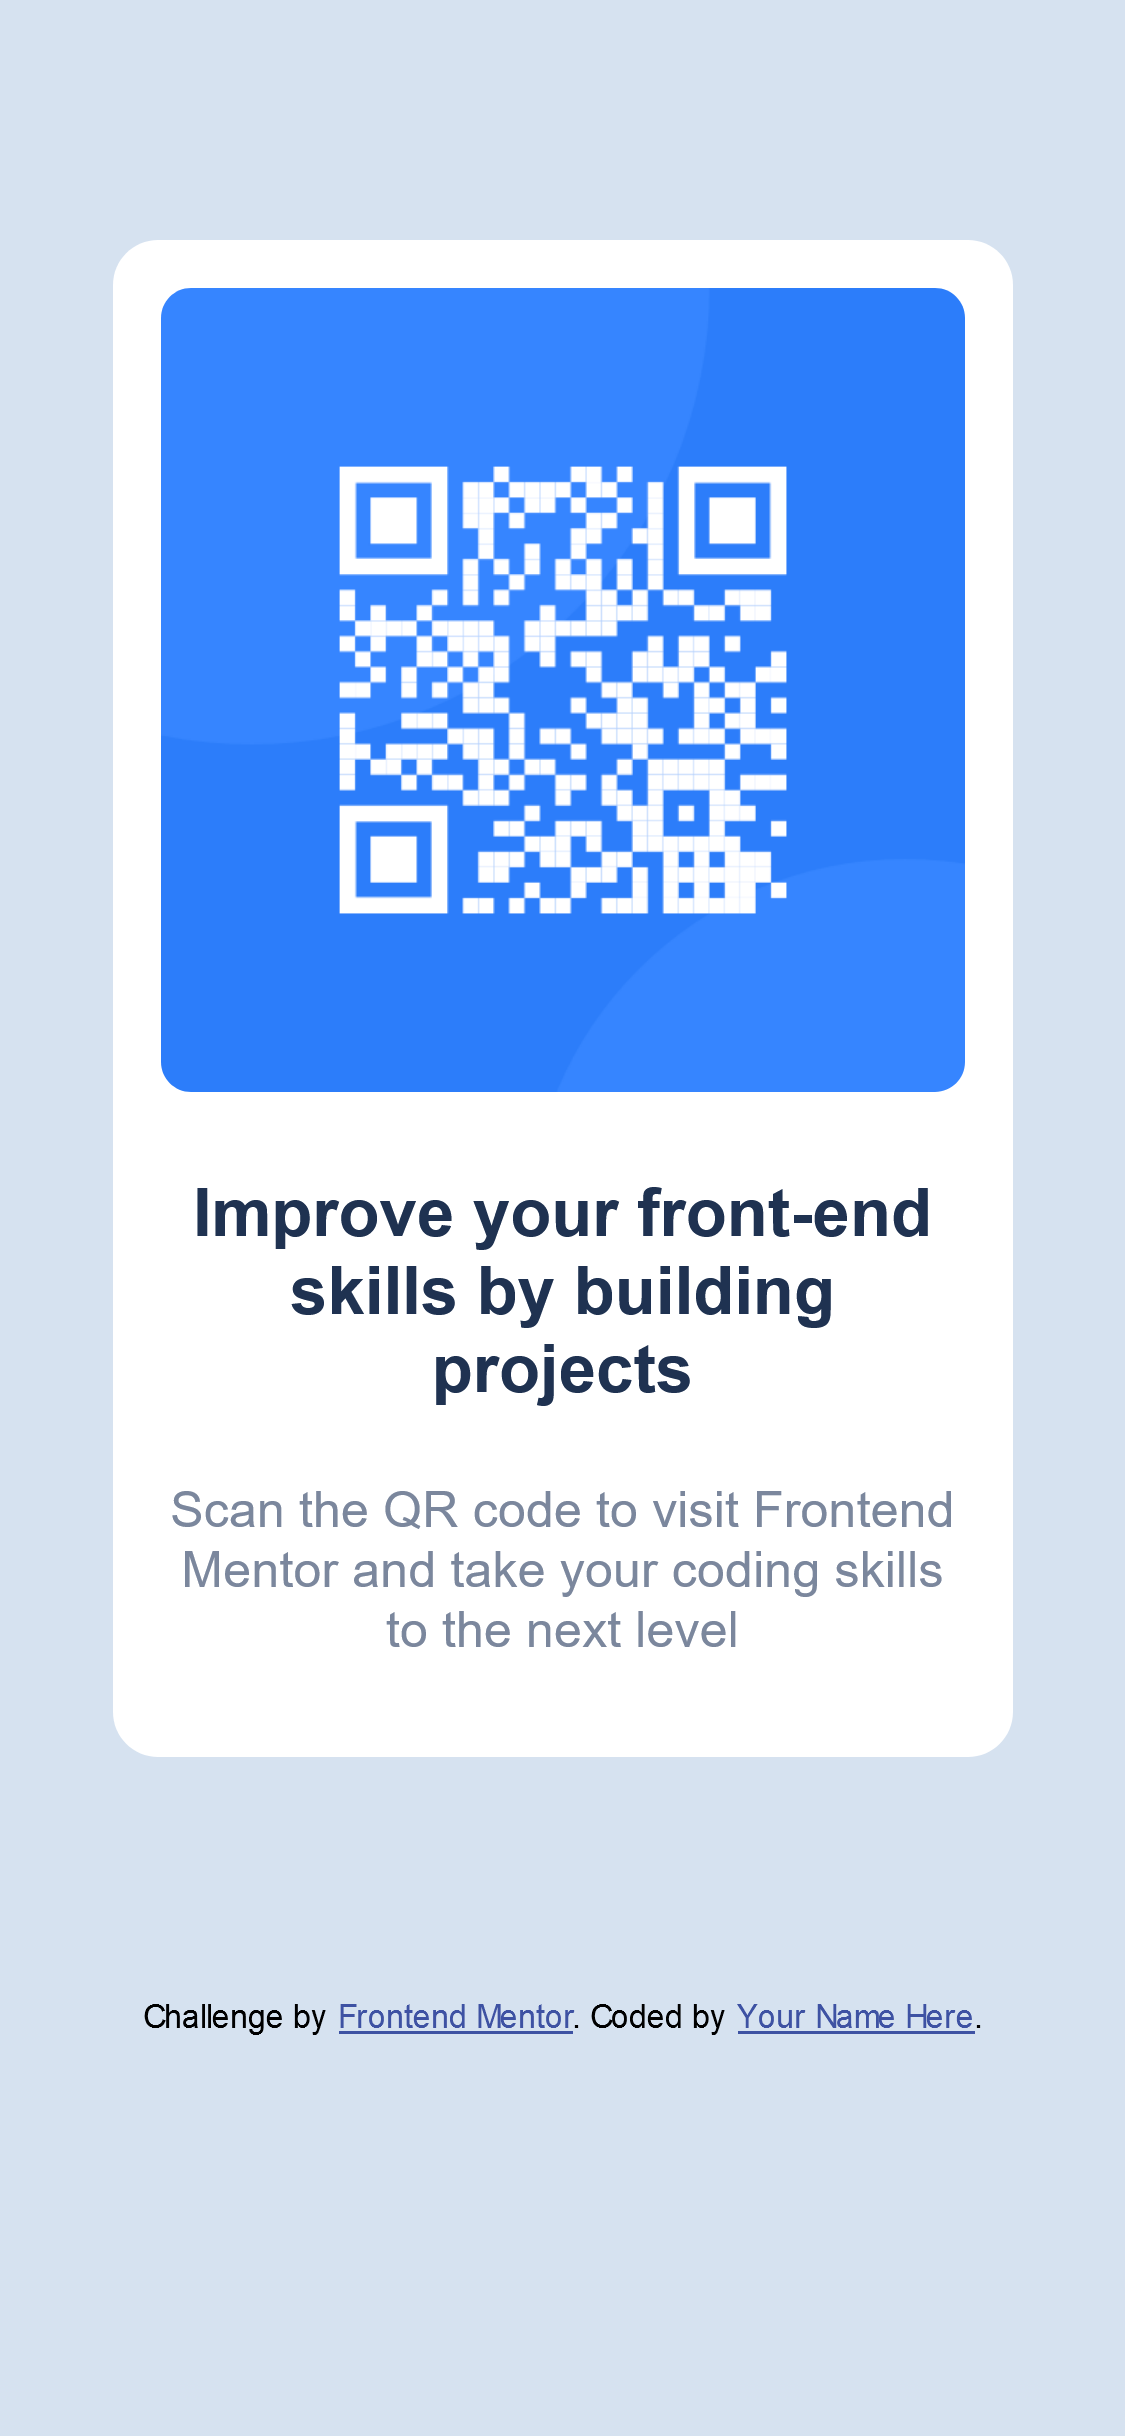 Improve your front-end
skills by building
projects
Scan the QR code to visit Frontend
Mentor and take your coding skills
to the next level
Challenge by Frontend Mentor. Coded by Your Name Here.